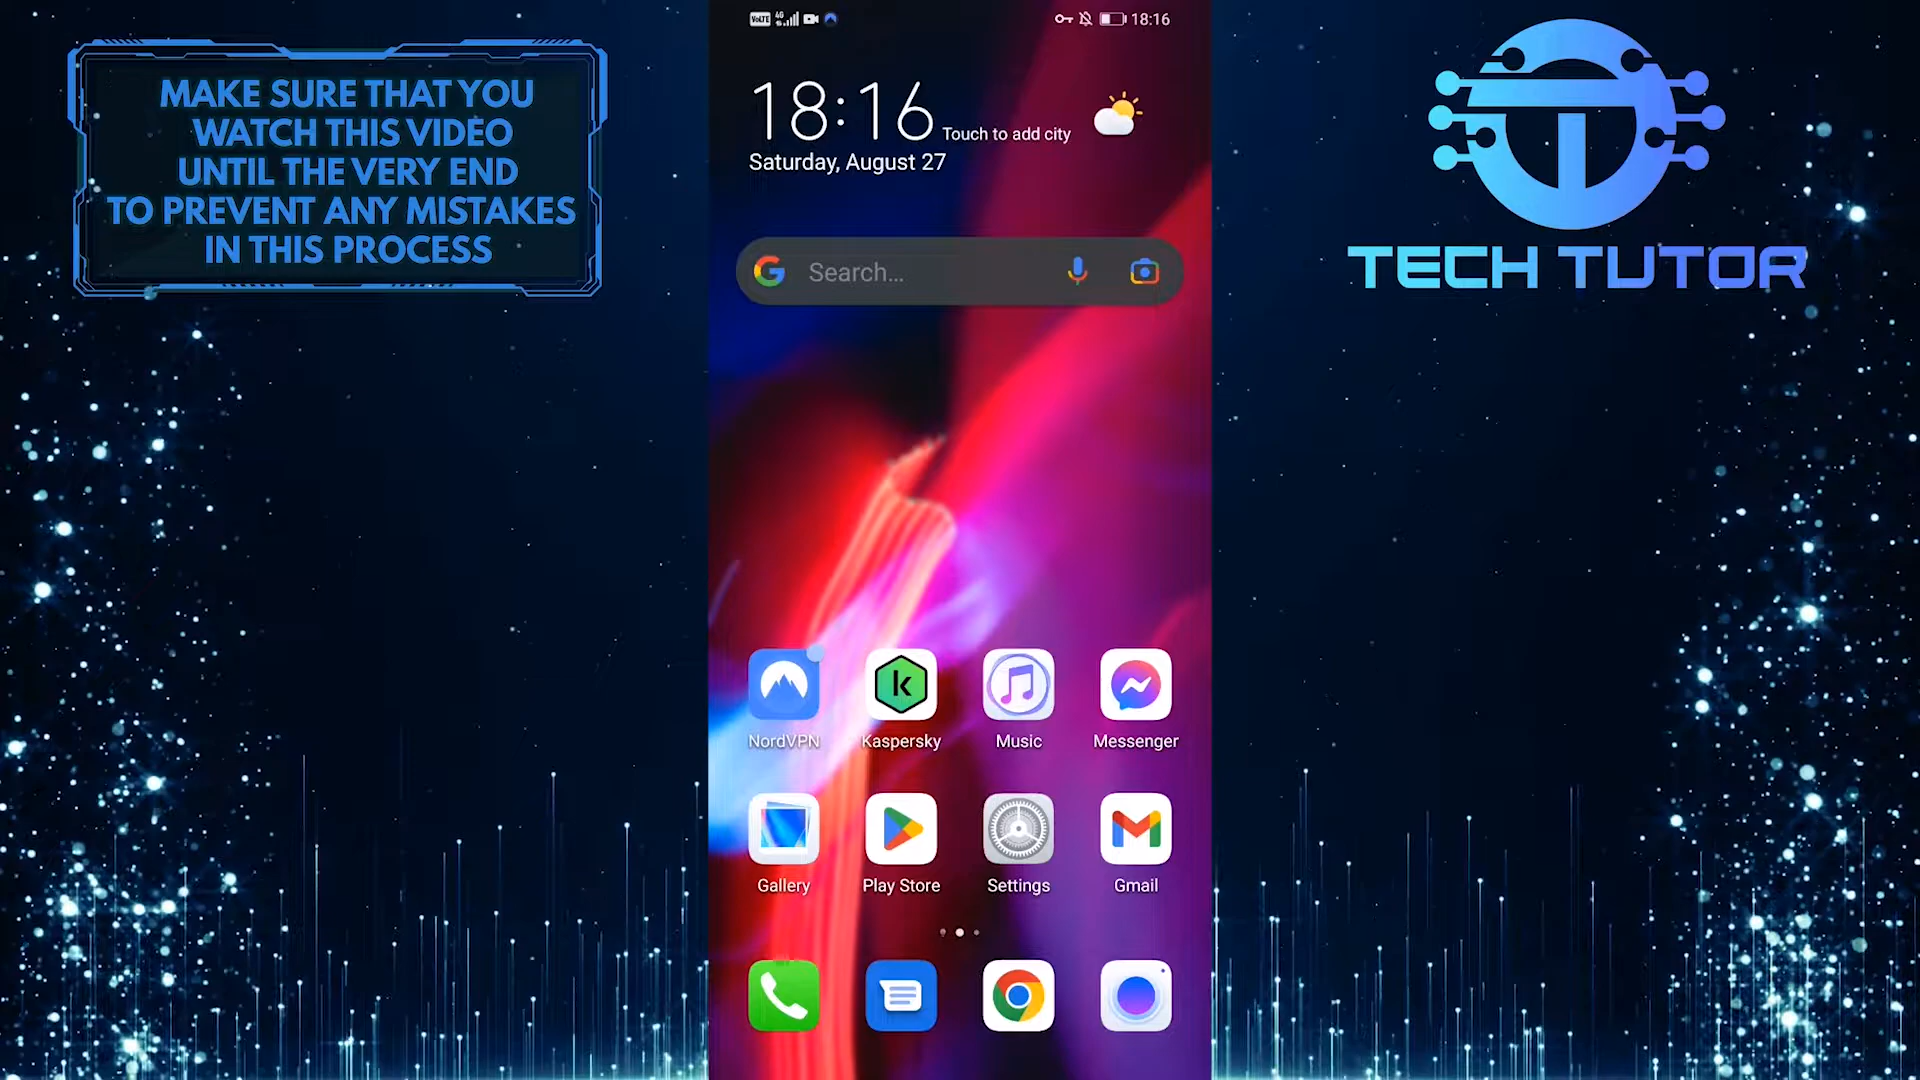 MAKE SURE THAT YOU
WATCH THIS VIDEO
UNTIL THE VERY END
TO PREVENT ANY MISTAKES
IN THIS PROCESS
VoLTE 4G 18:16
18:16 Touch to add city
Saturday, August 27
Search...
NordVPN Kaspersky Music Messenger
Gallery Play Store Settings Gmail
TECH TUTOR